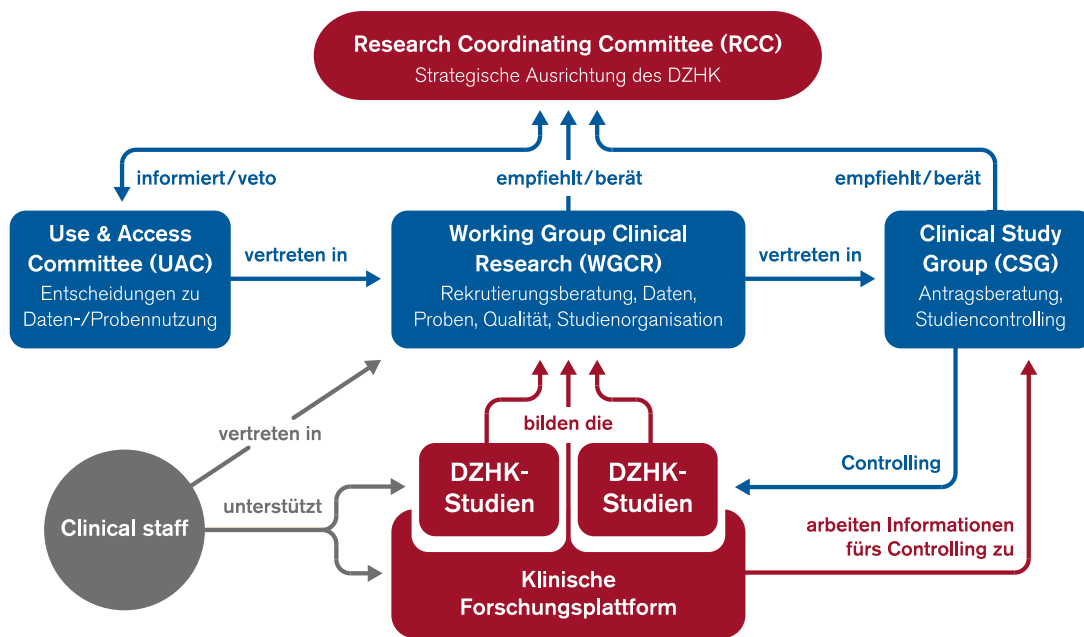 Research Coordinating Committee (RCC)
Strategische Ausrichtung des DZHK
informiert/veto
empfiehlt/berät
empfiehlt/berät
Use & Access
Committee (UAC)
Entscheidungen zu
Daten-/Probennutzung
vertreten in
Working Group Clinical
Research (WGCR)
Rekrutierungsberatung, Daten,
Proben, Qualität, Studienorganisation
vertreten in
Clinical Study
Group (CSG)
Antragsberatung,
Studiencontrolling
vertreten in
bilden die
Clinical staff
unterstützt
DZHK-
Studien
DZHK-
Studien
Controlling
arbeiten Informationen
fürs Controlling zu
Klinische
Forschungsplattform